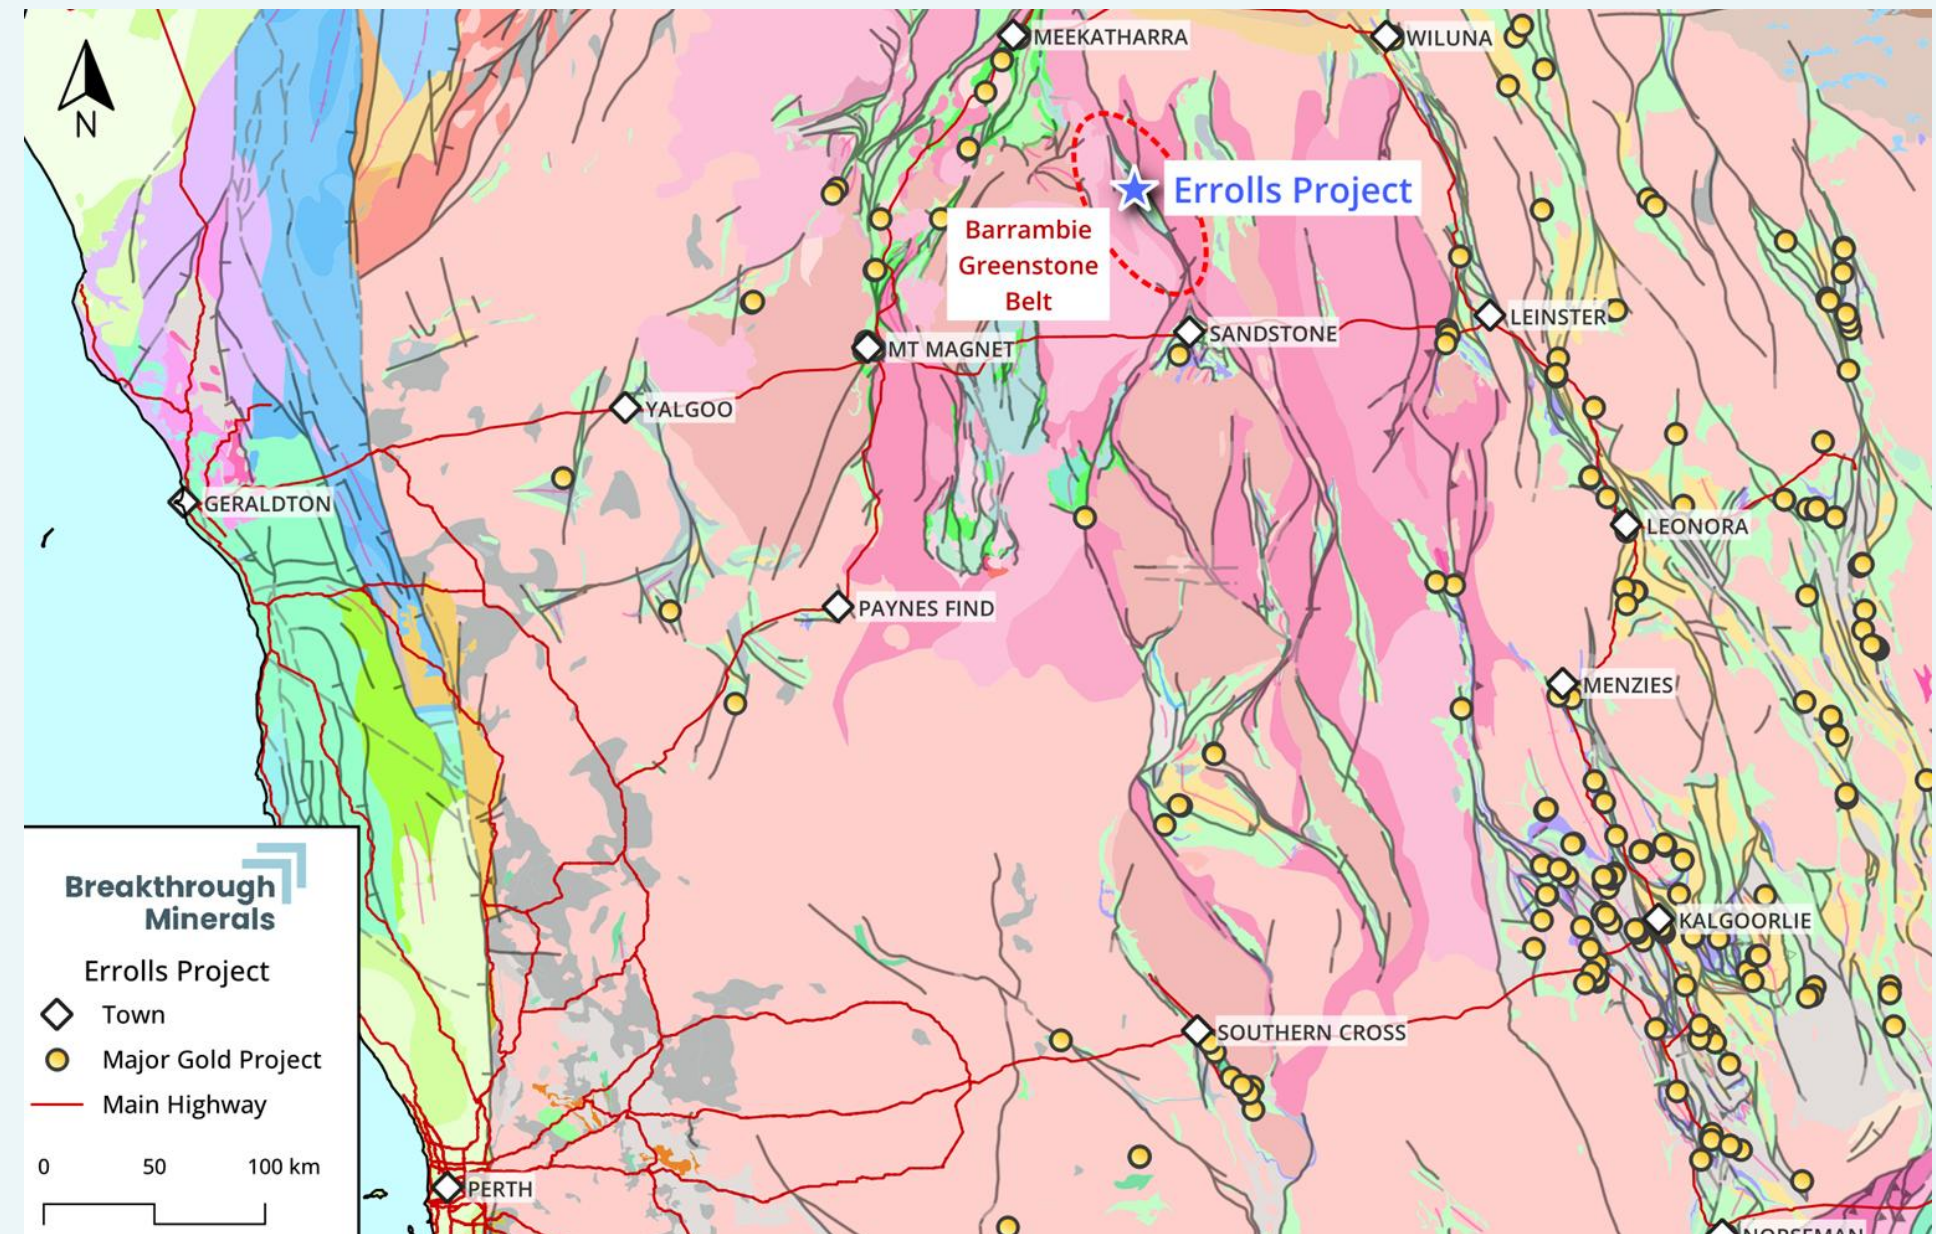 MEEKATHARRA
WILUNA
N
Errolls Project
Barrambie
Greenstone
Belt
LEINSTER
SANDSTONE
MT MAGNET
YALGOO
GERALDTON
LEONORA
PAYNES FIND
MENZIES
Breakthrough
Minerals
KALGOORLIE
Errolls Project
Town
SOUTHERN CROSS
Major Gold Project
Main Highway
0 50 100 km
PERTH
NORSEMAN